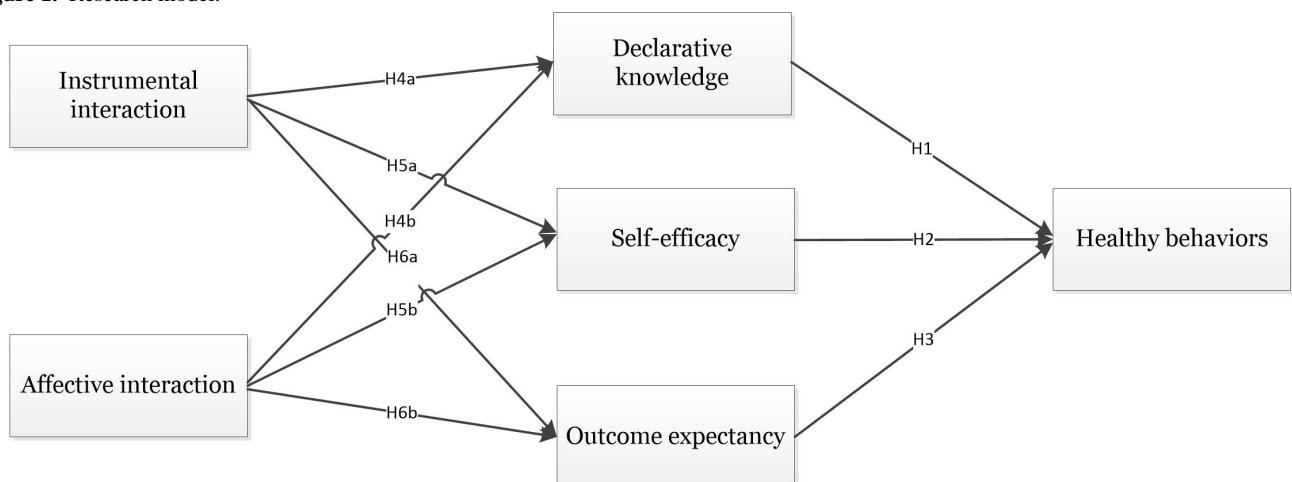 Instrumental
interaction
Affective interaction
H4a
H5a
H4b
H6a
H5b
H6b
Declarative
knowledge
Self-efficacy
Outcome expectancy
H1
H2
H3
Healthy behaviors